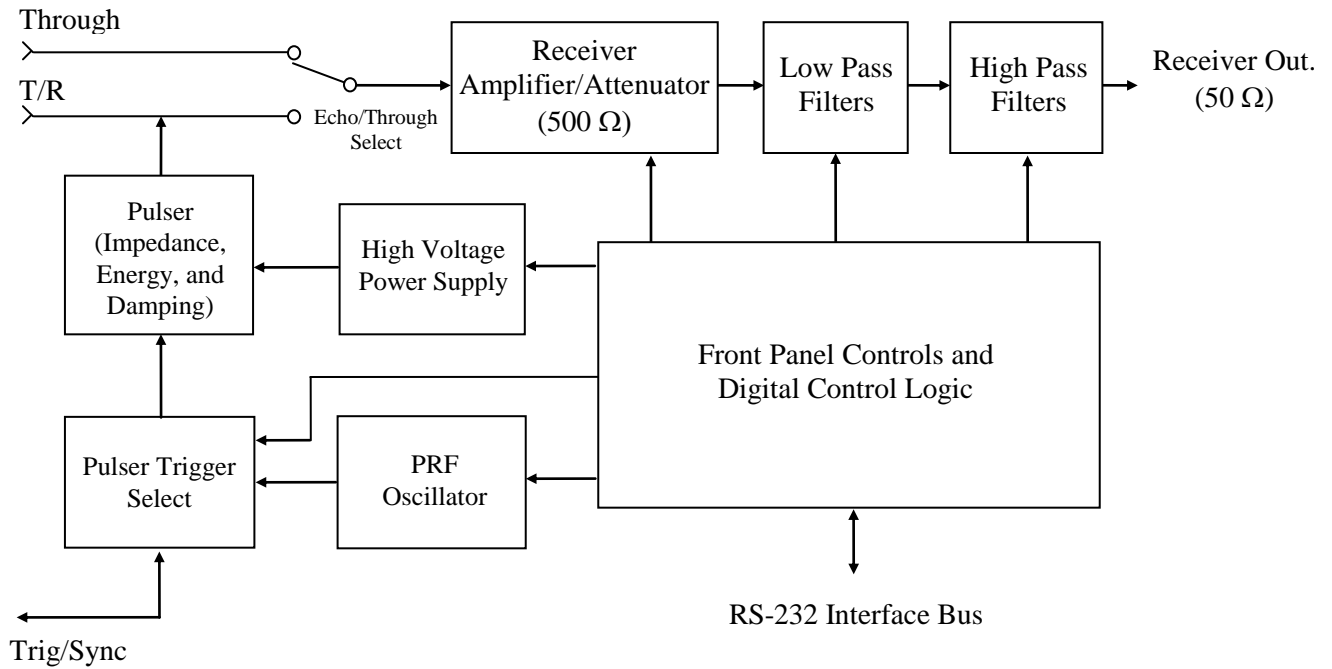 Through
T/R
Echo/Through
Select
Receiver
Amplifier/Attenuator
(500 Ω)
Low Pass
Filters
High Pass
Filters
Receiver Out.
(50 Ω)
Pulser
(Impedance,
Energy, and
Damping)
High Voltage
Power Supply
Front Panel Controls and
Digital Control Logic
Pulser Trigger
Select
PRF
Oscillator
RS-232 Interface Bus
Trig/Sync